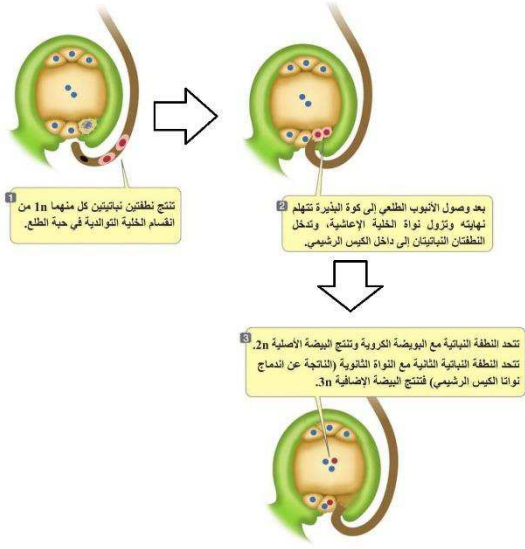 1
تنتج نطفتين نباتيتين كل منهما 1n من
انقسام الخلية التوالدية في حبة الطلع.
2
بعد وصول الأنبوب الطلعي إلى كوة البذيرة تتهلم
نهايته وتزول نواة الخلية الإعاشية، وتدخل
النطفتان النباتيتان إلى داخل الكيس الرشيمي.
3
تتحد النطفة النباتية مع البويضة الكروية وتنتج البيضة الأصلية 2n.
تتحد النطفة النباتية الثانية مع النواة الثانوية (الناتجة عن اندماج
نواتا الكيس الرشيمي) فتنتج البيضة الإضافية 3n.